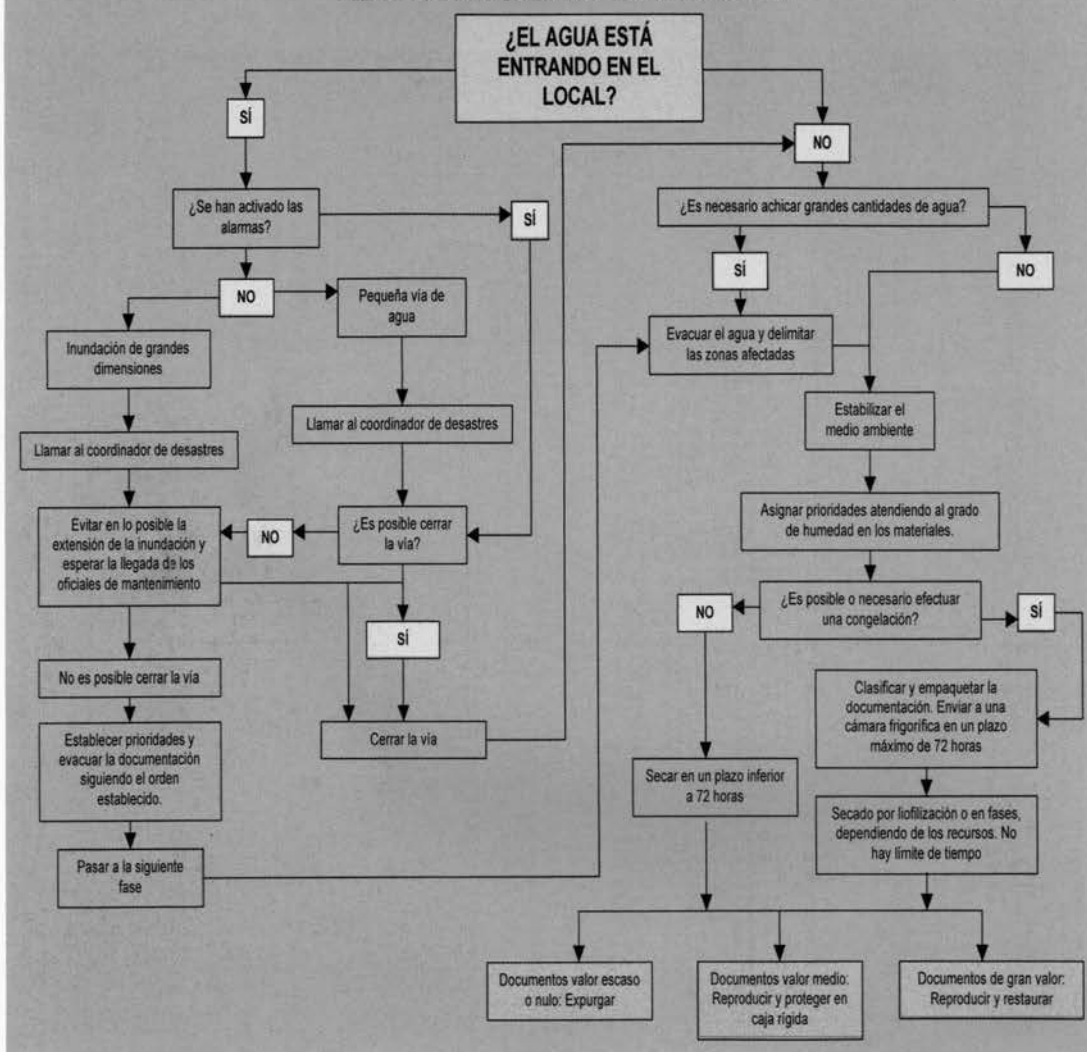 ¿EL AGUA ESTÁ
ENTRANDO EN EL
LOCAL?
SÍ
NO
¿Se han activado las
alarmas?
SÍ
NO
Pequeña vía de
agua
Inundación de grandes
dimensiones
Llamar al coordinador de desastres
Llamar al coordinador de desastres
Evitar en lo posible la
extensión de la inundación y
esperar la llegada de los
oficiales de mantenimiento
NO
¿Es posible cerrar
la vía?
SÍ
No es posible cerrar la vía
Cerrar la vía
Establecer prioridades y
evacuar la documentación
siguiendo el orden
establecido.
Pasar a la siguiente
fase
¿Es necesario achicar grandes cantidades de agua?
SÍ
NO
Evacuar el agua y delimitar
las zonas afectadas
Estabilizar el
medio ambiente
Asignar prioridades atendiendo al grado
de humedad en los materiales.
¿Es posible o necesario efectuar
una congelación?
NO
SÍ
Clasificar y empaquetar la
documentación. Enviar a una
cámara frigorífica en un plazo
máximo de 72 horas
Secar en un plazo inferior
a 72 horas
Secado por liofilización o en fases,
dependiendo de los recursos. No
hay límite de tiempo
Documentos valor escaso
o nulo: Expurgar
Documentos valor medio:
Reproducir y proteger en
caja rígida
Documentos de gran valor:
Reproducir y restaurar